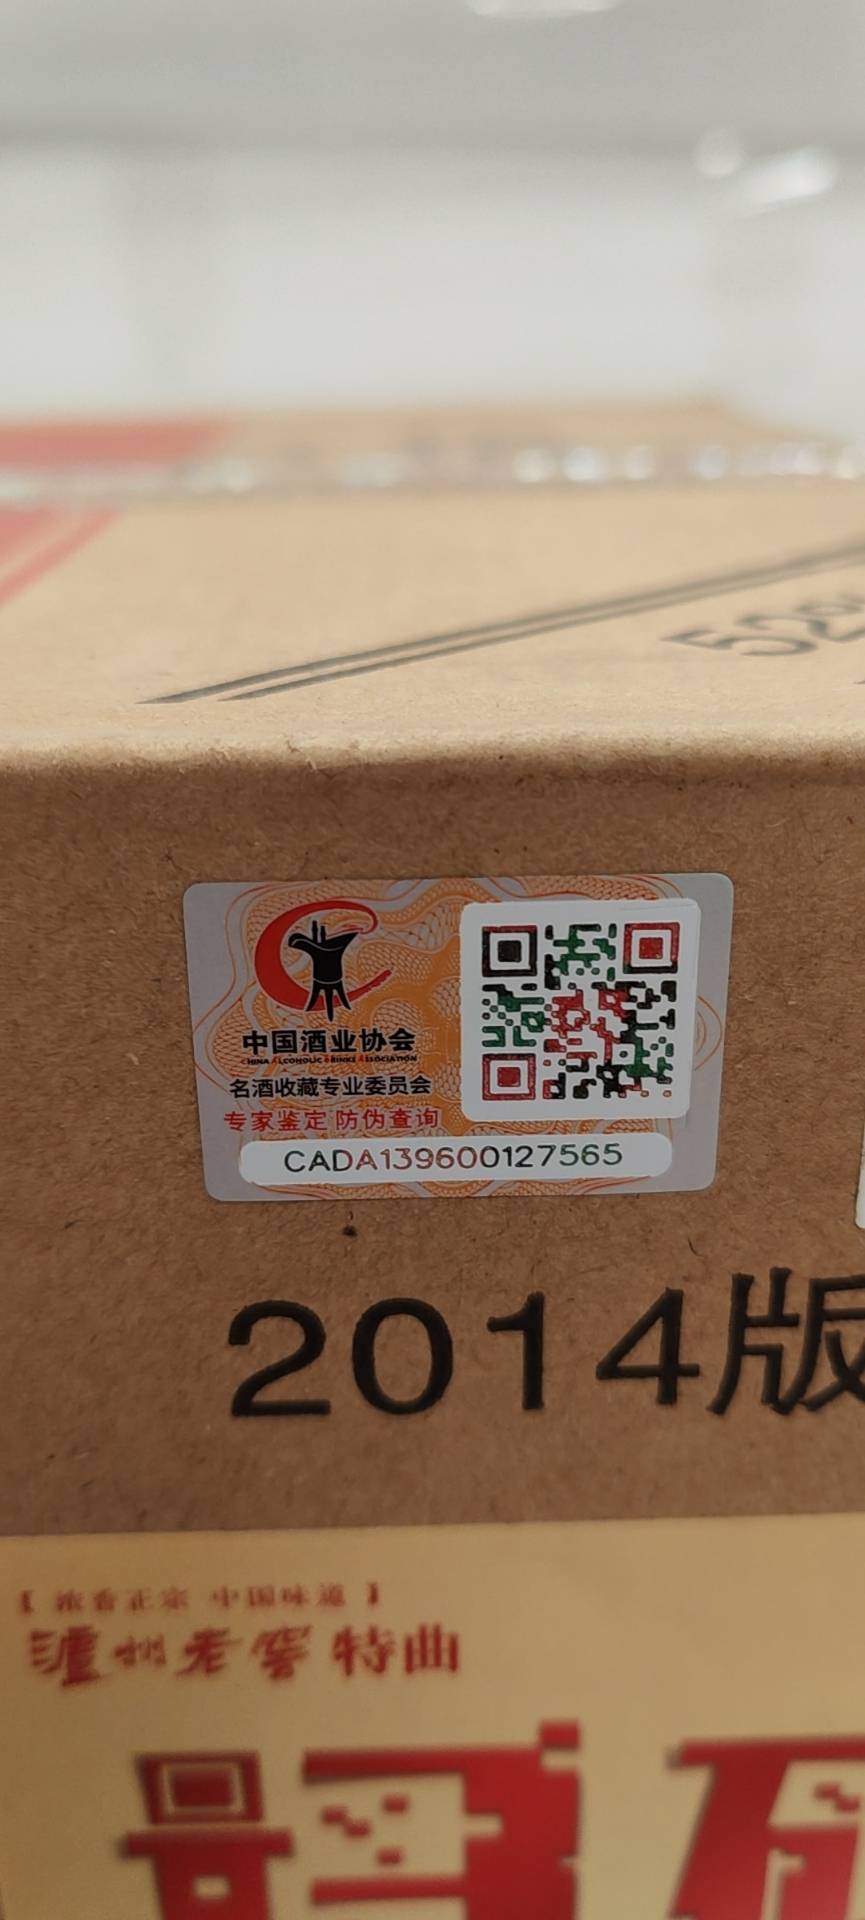 52%
中国酒业协会
CHINA ALCOHOLIC DRINKS ASSOCIATION
名酒收藏专业委员会
专家鉴定 防伪查询
CADA139600127565
2014版
【 浓香正宗 中国味道 】
泸州老窖 特曲